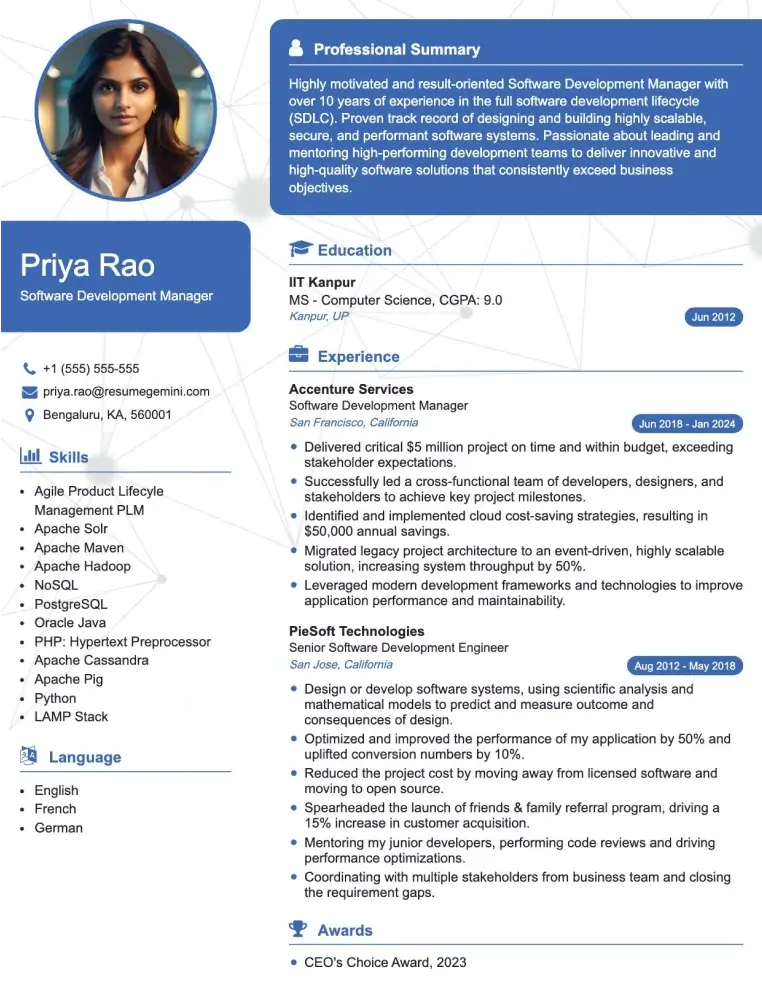 Professional Summary
Highly motivated and result-oriented Software Development Manager with
over 10 years of experience in the full software development lifecycle
(SDLC). Proven track record of designing and building highly scalable,
secure, and performant software systems. Passionate about leading and
mentoring high-performing development teams to deliver innovative and
high-quality software solutions that consistently exceed business
objectives.
Priya Rao
Software Development Manager
+1 (555) 555-555
priya.rao@resumegemini.com
Bengaluru, KA, 560001
Skills
• Agile Product Lifecyle
Management PLM
• Apache Solr
• Apache Maven
• Apache Hadoop
• NoSQL
• PostgreSQL
• Oracle Java
• PHP: Hypertext Preprocessor
• Apache Cassandra
• Apache Pig
• Python
• LAMP Stack
Language
• English
• French
• German
Education
IIT Kanpur
MS - Computer Science, CGPA: 9.0
Kanpur, UP
Jun 2012
Experience
Accenture Services
Software Development Manager
San Francisco, California
Jun 2018 - Jan 2024
• Delivered critical $5 million project on time and within budget, exceeding
stakeholder expectations.
• Successfully led a cross-functional team of developers, designers, and
stakeholders to achieve key project milestones.
• Identified and implemented cloud cost-saving strategies, resulting in
$50,000 annual savings.
• Migrated legacy project architecture to an event-driven, highly scalable
solution, increasing system throughput by 50%.
• Leveraged modern development frameworks and technologies to improve
application performance and maintainability.
PieSoft Technologies
Senior Software Development Engineer
San Jose, California
Aug 2012 - May 2018
• Design or develop software systems, using scientific analysis and
mathematical models to predict and measure outcome and
consequences of design.
• Optimized and improved the performance of my application by 50% and
uplifted conversion numbers by 10%.
• Reduced the project cost by moving away from licensed software and
moving to open source.
• Spearheaded the launch of friends & family referral program, driving a
15% increase in customer acquisition.
• Mentoring my junior developers, performing code reviews and driving
performance optimizations.
• Coordinating with multiple stakeholders from business team and closing
the requirement gaps.
Awards
• CEO's Choice Award, 2023